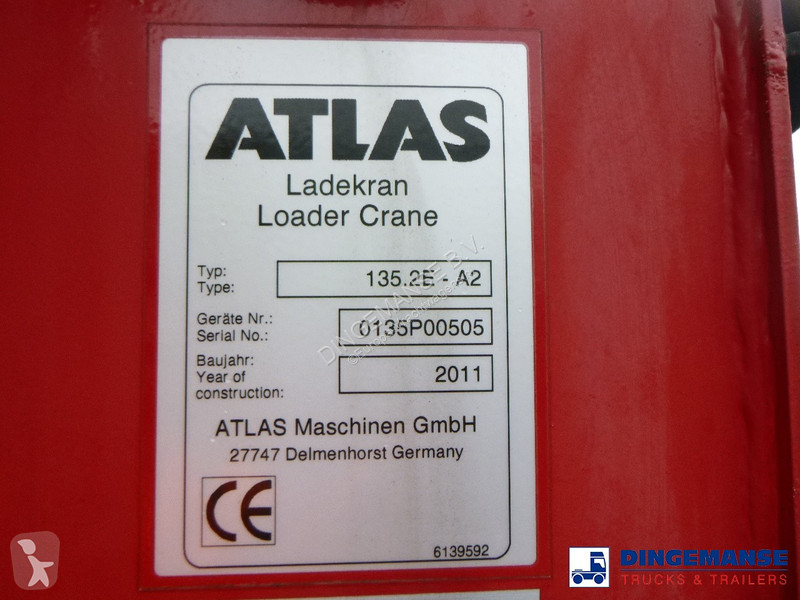 ATLAS
Ladekran
Loader Crane
Typ:
Type:
135.2E - A2
Geräte Nr.:
Serial No.:
0135P00505
Baujahr:
Year of
construction:
2011
ATLAS Maschinen GmbH
27747 Delmenhorst Germany
CE
6139592
DINGEMANSE B.V.
DINGEMANSE
TRUCKS & TRAILERS